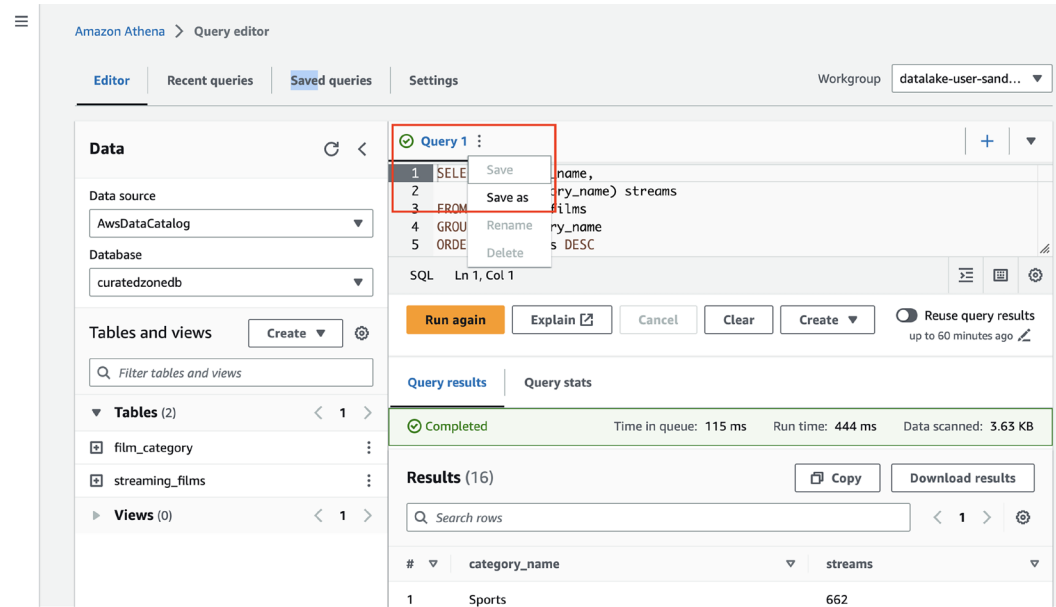 Amazon Athena > Query editor
Editor Recent queries Saved queries Settings Workgroup datalake-user-sand...
Data
Data source
AwsDataCatalog
Database
curatedzonedb
Tables and views Create
Filter tables and views
Tables (2) 1
film_category
streaming_films
Views (0) 1
Query 1
Save
Save as
Rename
Delete
1 SELE name,
2 ry_name) streams
3 FROM films
4 GROU ry_name
5 ORDE s DESC
SQL Ln 1, Col 1
Run again Explain Cancel Clear Create Reuse query results
up to 60 minutes ago
Query results Query stats
Completed Time in queue: 115 ms Run time: 444 ms Data scanned: 3.63 KB
Results (16) Copy Download results
Search rows 1
# category_name streams
1 Sports 662